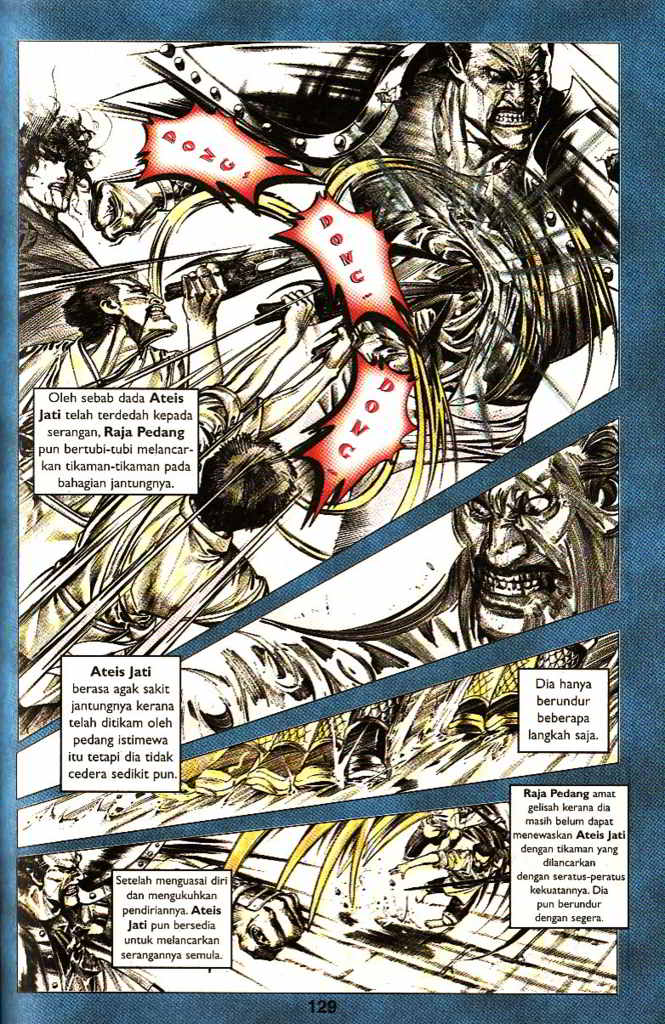 DOMU!
DOMU!
DONG!
Oleh sebab dada Ateis
Jati telah terdedah kepada
serangan, Raja Pedang
pun bertubi-tubi melancar-
kan tikaman-tikaman pada
bahagian jantungnya.
Ateis Jati
berasa agak sakit
jantungnya kerana
telah ditikam oleh
pedang istimewa
itu tetapi dia tidak
cedera sedikit pun.
Dia hanya
berundur
beberapa
langkah saja.
Raja Pedang amat
gelisah kerana dia
masih belum dapat
menewaskan Ateis Jati
dengan tikaman yang
dilancarkan
dengan seratus-peratus
kekuatannya. Dia
pun berundur
dengan segera.
Setelah menguasai diri
dan mengukuhkan
pendiriannya. Ateis
Jati pun bersedia
untuk melancarkan
serangannya semula.
129